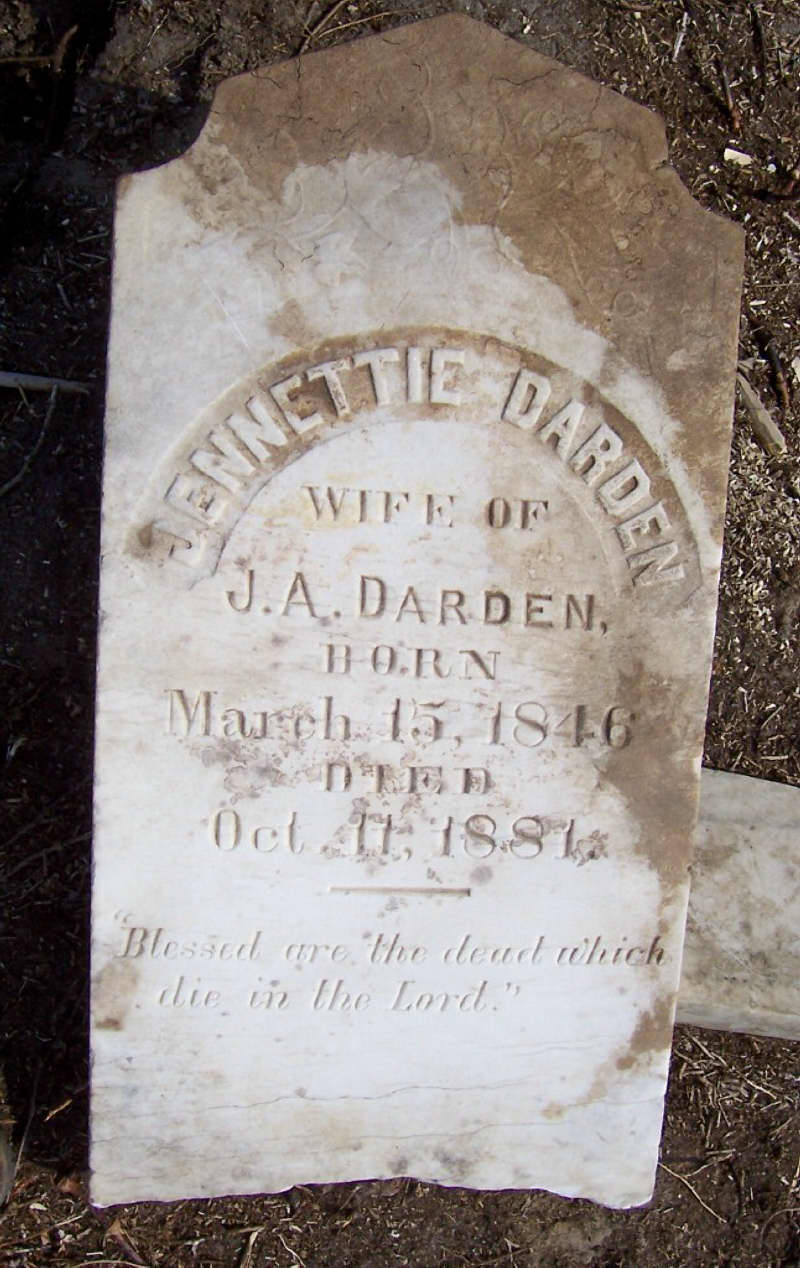 JENNETTIE DARDEN
WIFE OF
J. A. DARDEN,
BORN
March 15, 1846
DIED
Oct. 11, 1881.
"Blessed are the dead which
die in the Lord."